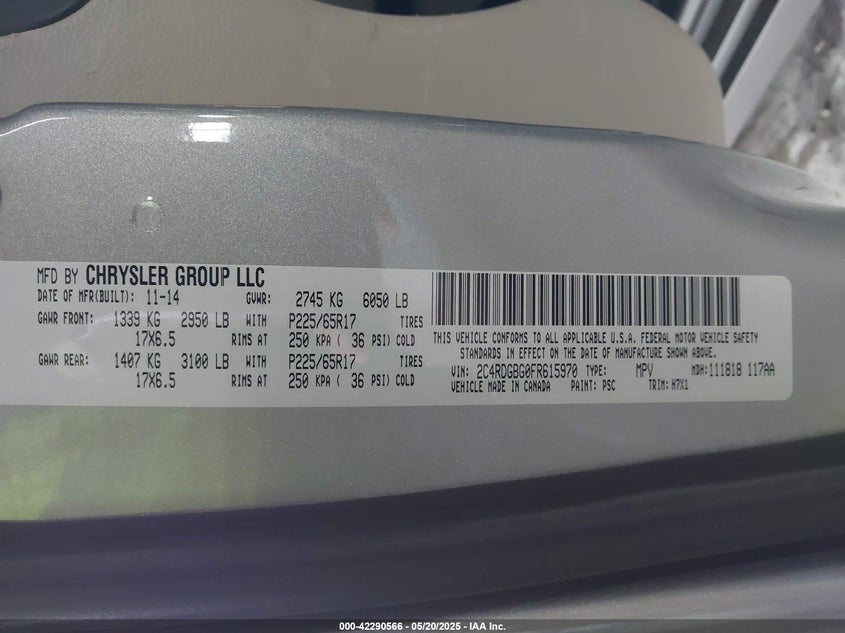 MFD BY CHRYSLER GROUP LLC
DATE OF MFR(BUILT): 11-14 GVWR: 2745 KG 6050 LB
GAWR FRONT: 1339 KG 2950 LB WITH P225/65R17 TIRES
17X6.5 RIMS AT 250 KPA ( 36 PSI) COLD
GAWR REAR: 1407 KG 3100 LB WITH P225/65R17 TIRES
17X6.5 RIMS AT 250 KPA ( 36 PSI) COLD
THIS VEHICLE CONFORMS TO ALL APPLICABLE U.S.A. FEDERAL MOTOR VEHICLE SAFETY
STANDARDS IN EFFECT ON THE DATE OF MANUFACTURE SHOWN ABOVE.
VIN: 2C4RDGBG0FR615970 TYPE: MPV MDH:111818 117AA
VEHICLE MADE IN CANADA PAINT: PSC TRIM: H7X1
000-42290566 — 05/20/2025 — IAA Inc.